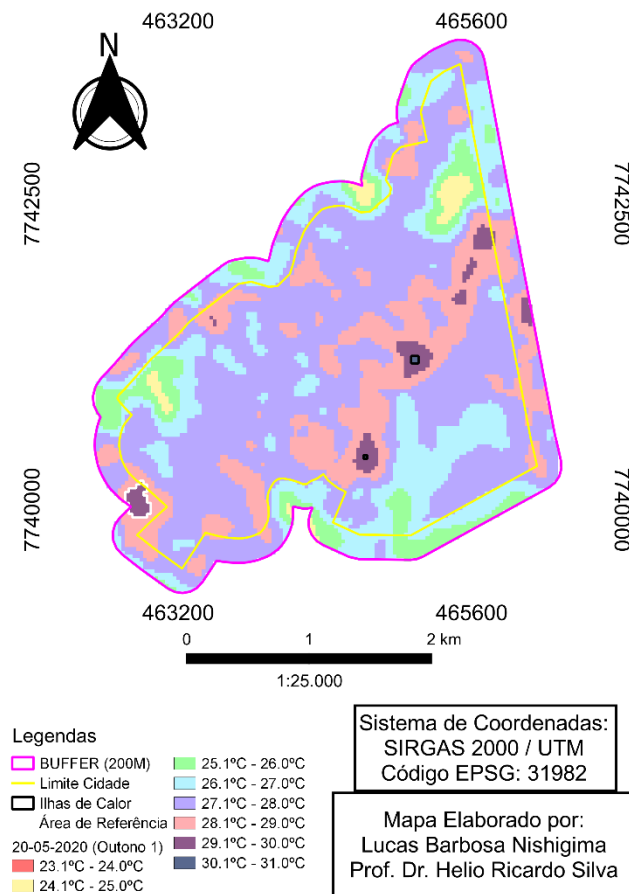 463200 465600
N
7742500 7742500
7740000 7740000
463200 465600
0 1 2 km
1:25.000
Legendas
BUFFER (200M)
Limite Cidade
Ilhas de Calor
Área de Referência
20-05-2020 (Outono 1)
23.1ºC - 24.0ºC
24.1ºC - 25.0ºC
25.1ºC - 26.0ºC
26.1ºC - 27.0ºC
27.1ºC - 28.0ºC
28.1ºC - 29.0ºC
29.1ºC - 30.0ºC
30.1ºC - 31.0ºC
Sistema de Coordenadas:
SIRGAS 2000 / UTM
Código EPSG: 31982
Mapa Elaborado por:
Lucas Barbosa Nishigima
Prof. Dr. Helio Ricardo Silva